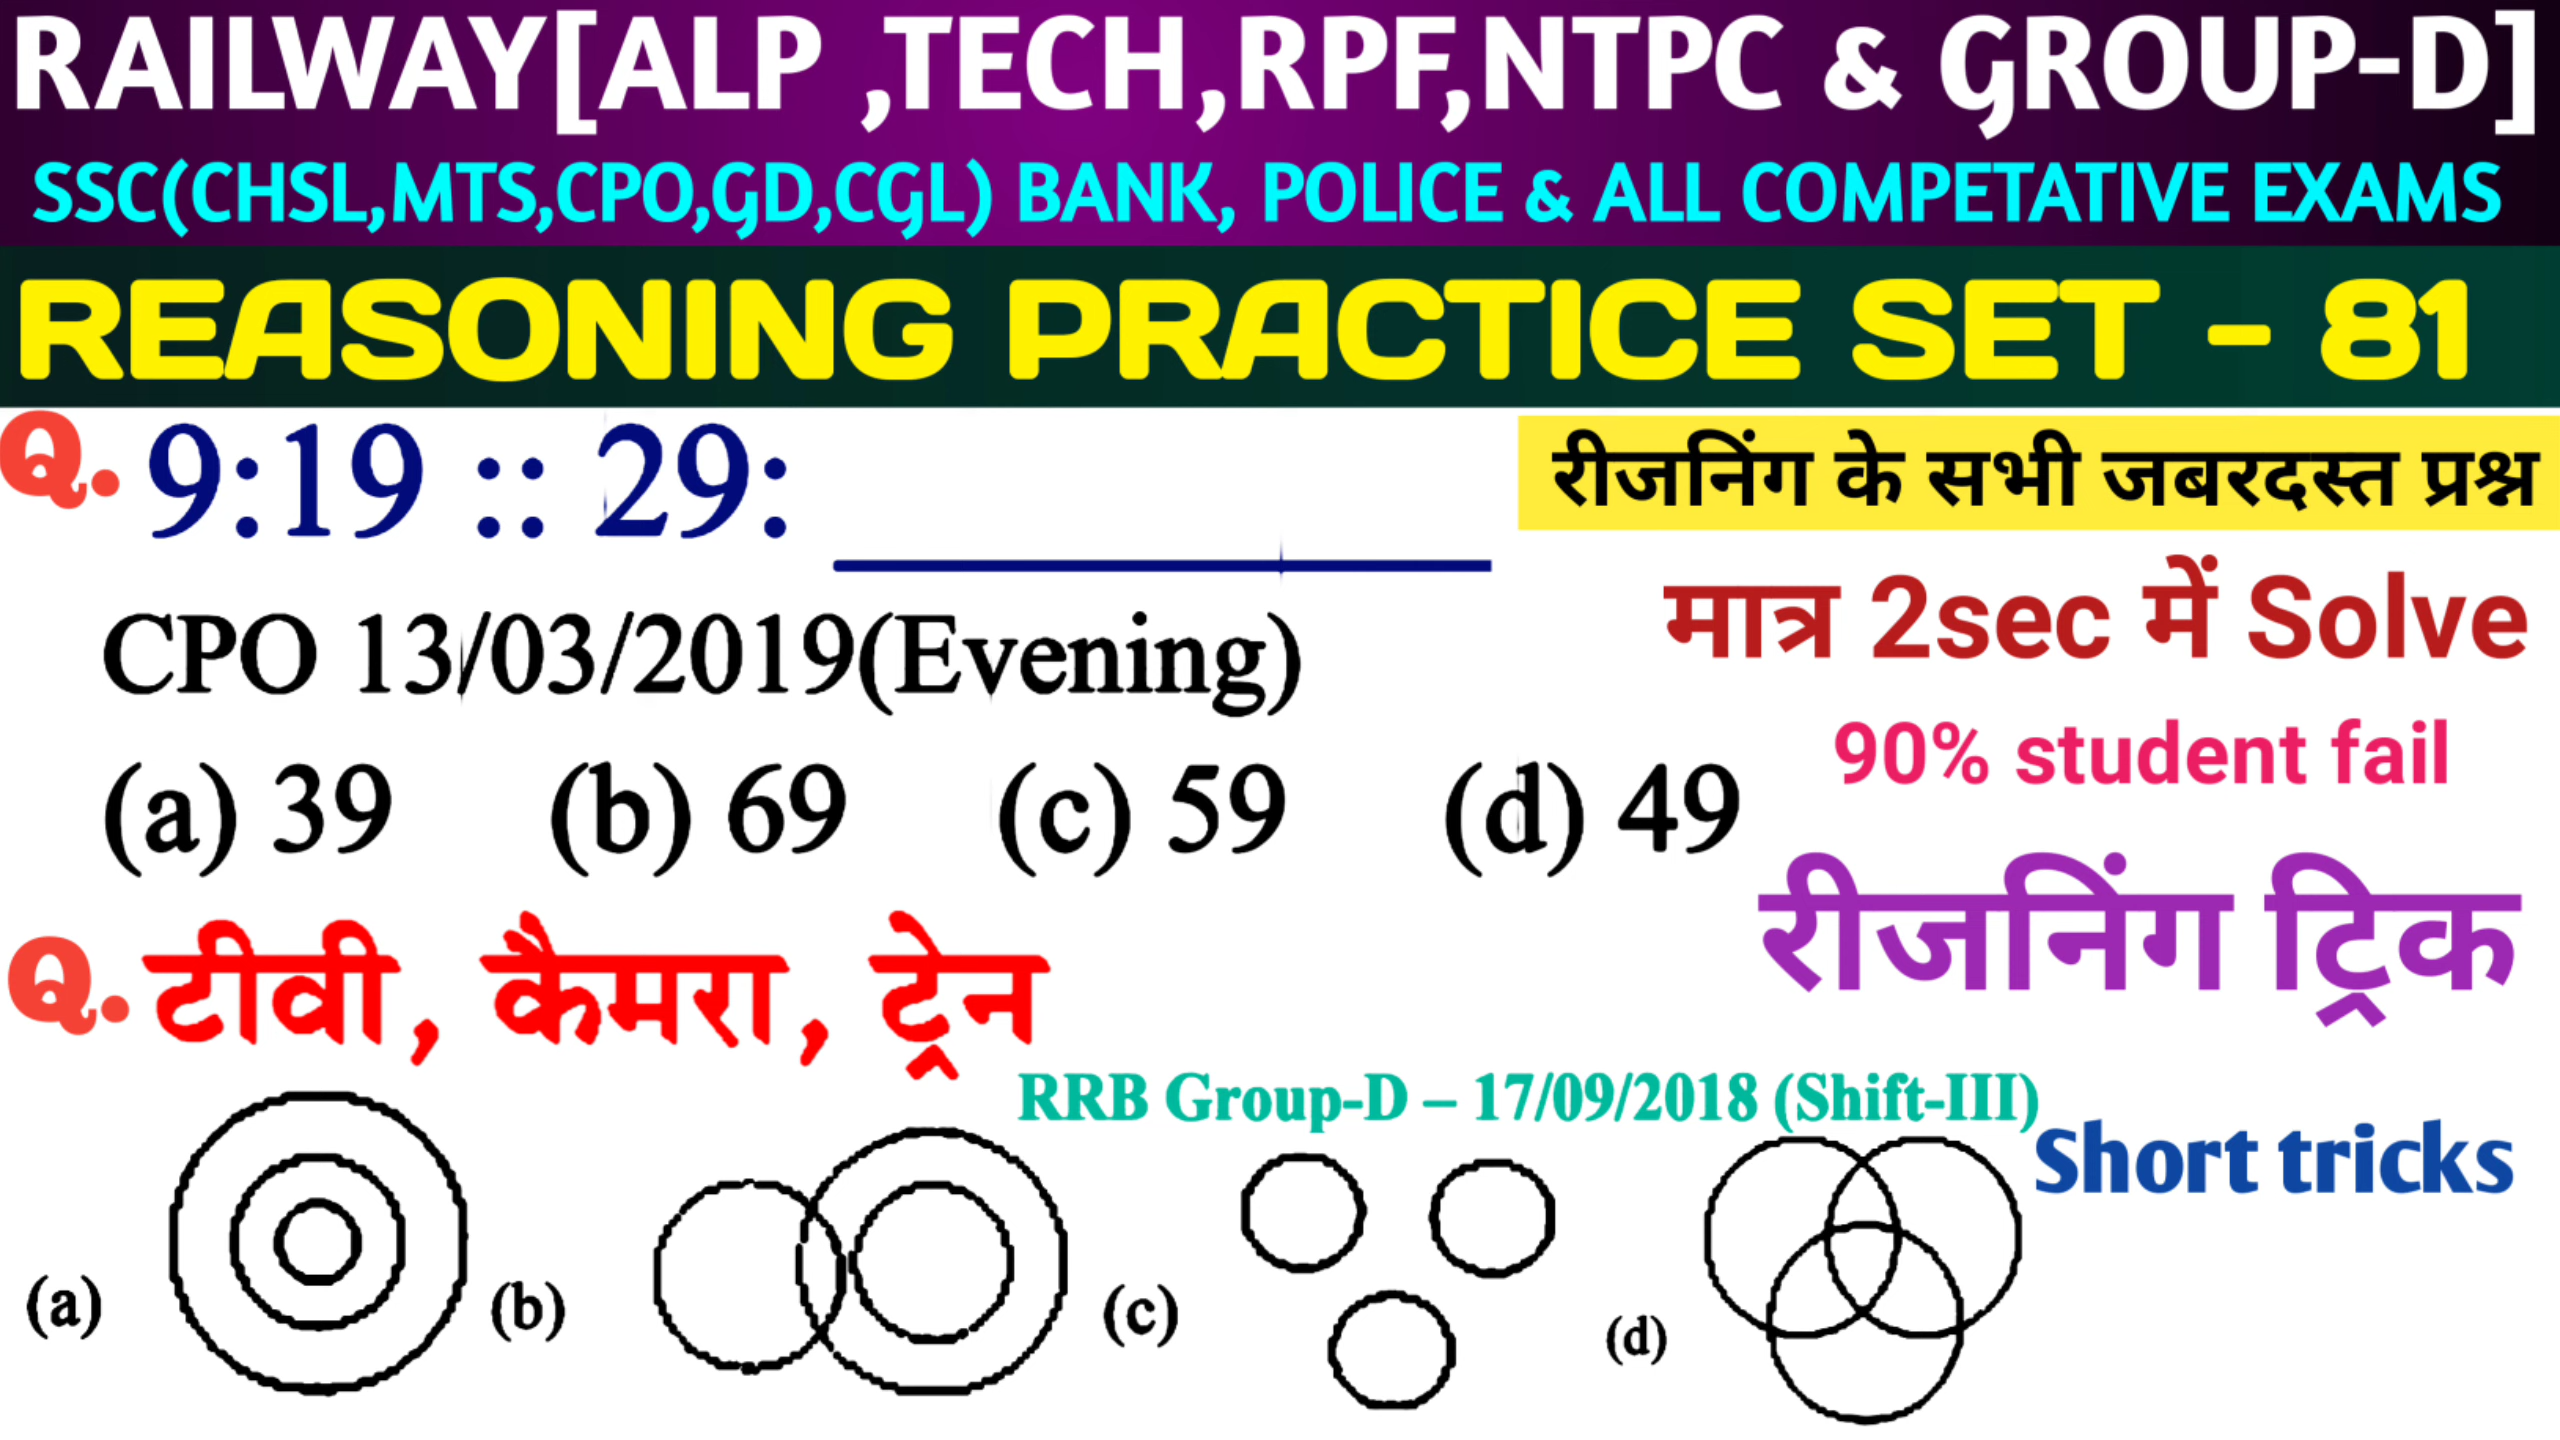 RAILWAY[ALP ,TECH,RPF,NTPC & GROUP-D]
SSC(CHSL,MTS,CPO,GD,CGL) BANK, POLICE & ALL COMPETATIVE EXAMS
REASONING PRACTICE SET - 81
Q. 9:19 :: 29: ______
रीजनिंग के सभी जबरदस्त प्रश्न
CPO 13/03/2019(Evening)
मात्र 2sec में Solve
90% student fail
(a) 39 (b) 69 (c) 59 (d) 49
रीजनिंग ट्रिक
Q. टीवी, कैमरा, ट्रेन
RRB Group-D – 17/09/2018 (Shift-III)
Short tricks
(a) (b) (c) (d)